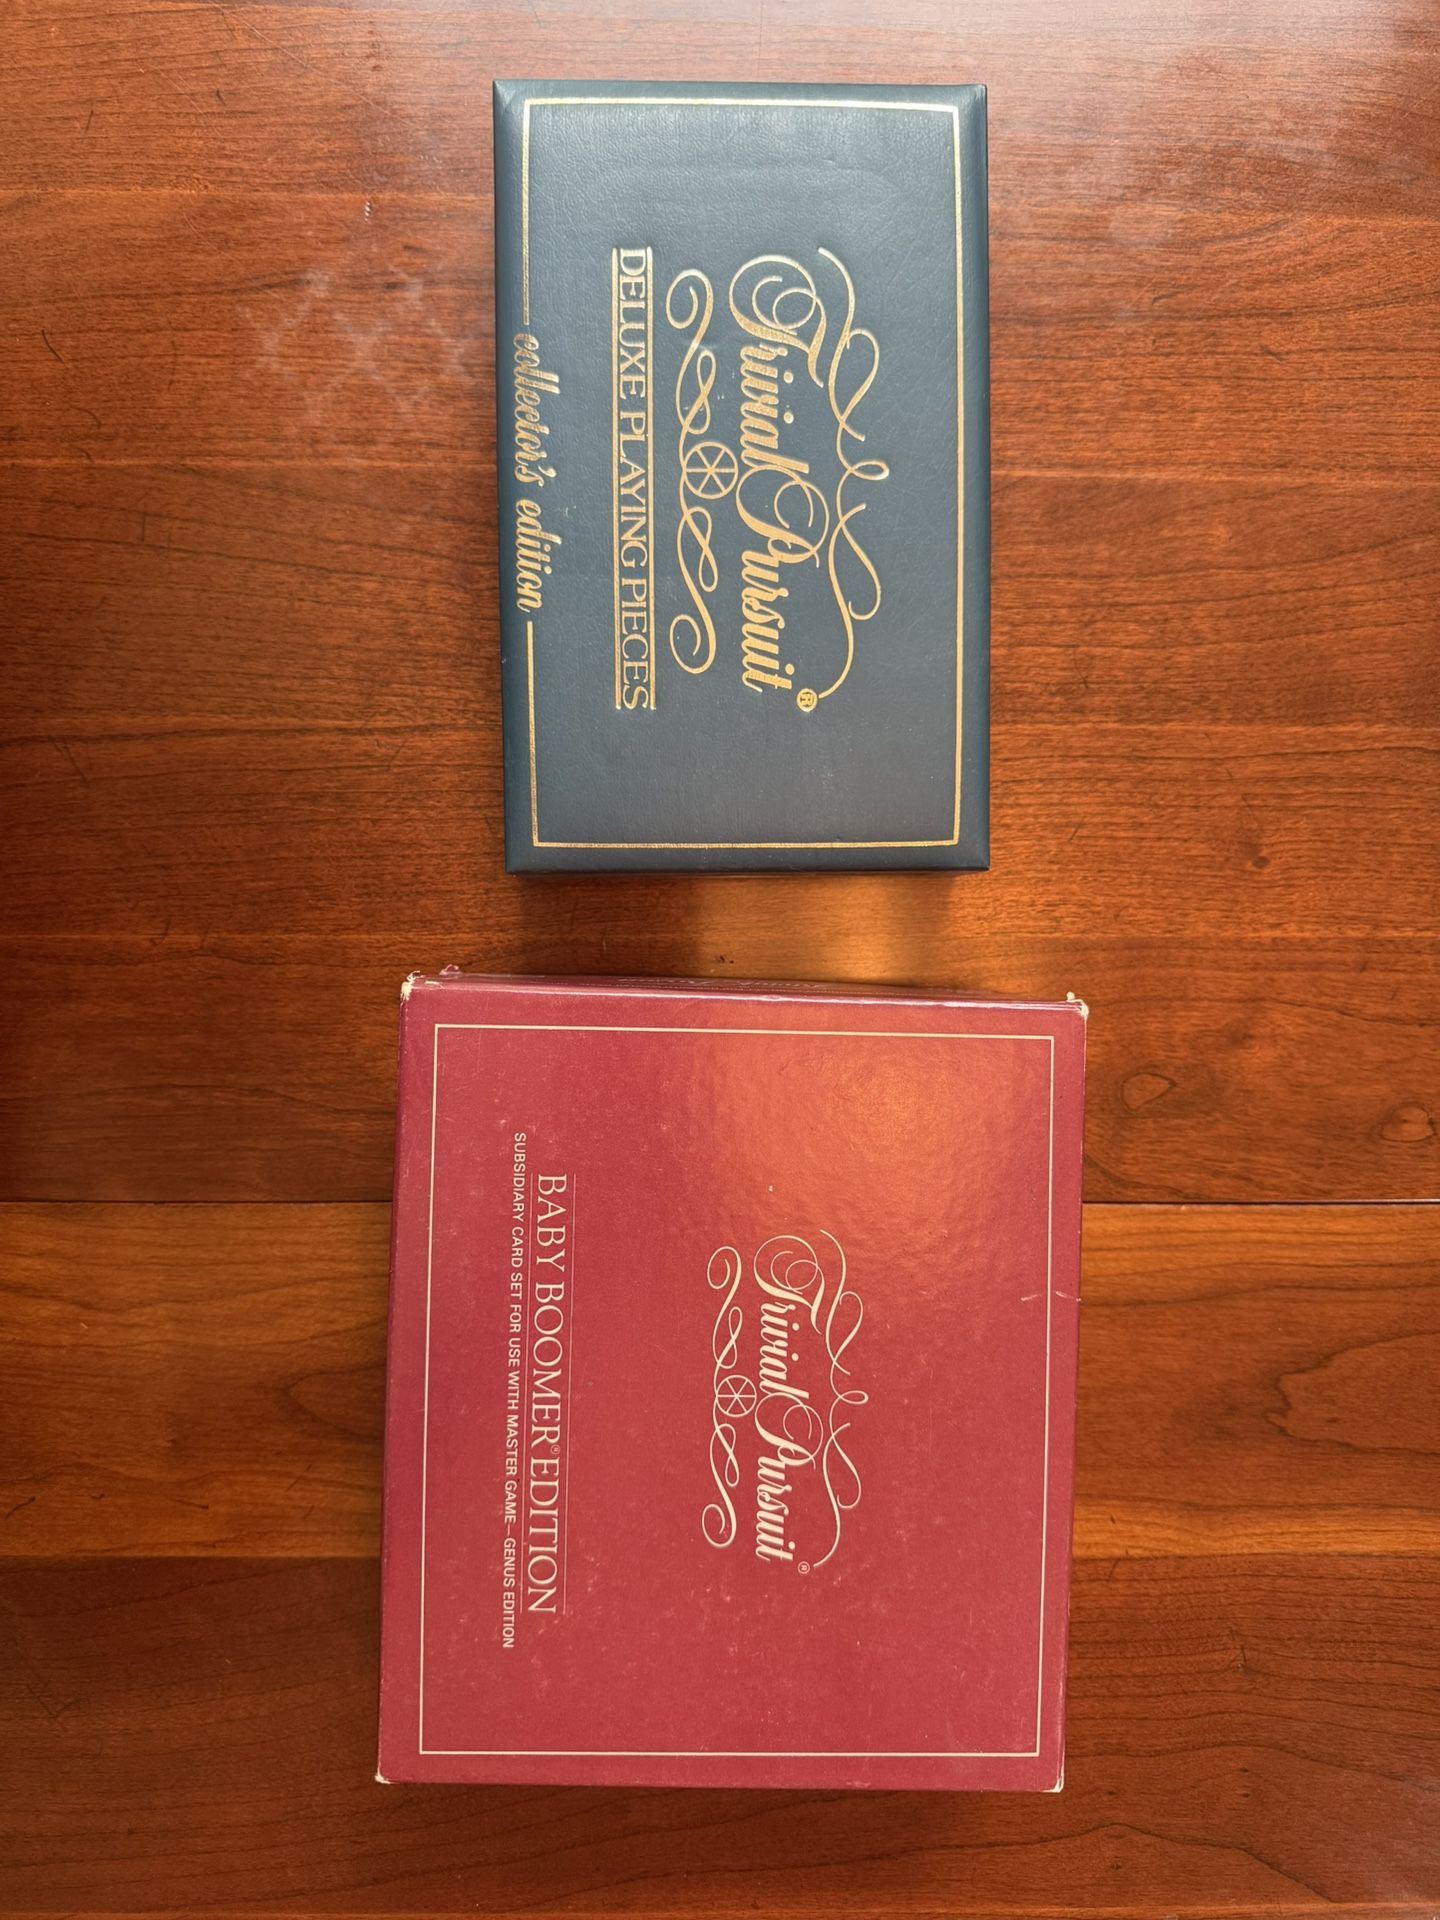 Trivial Pursuit®
DELUXE PLAYING PIECES
collector's edition
Trivial Pursuit®
BABY BOOMER® EDITION
SUBSIDIARY CARD SET FOR USE WITH MASTER GAME—GENUS EDITION